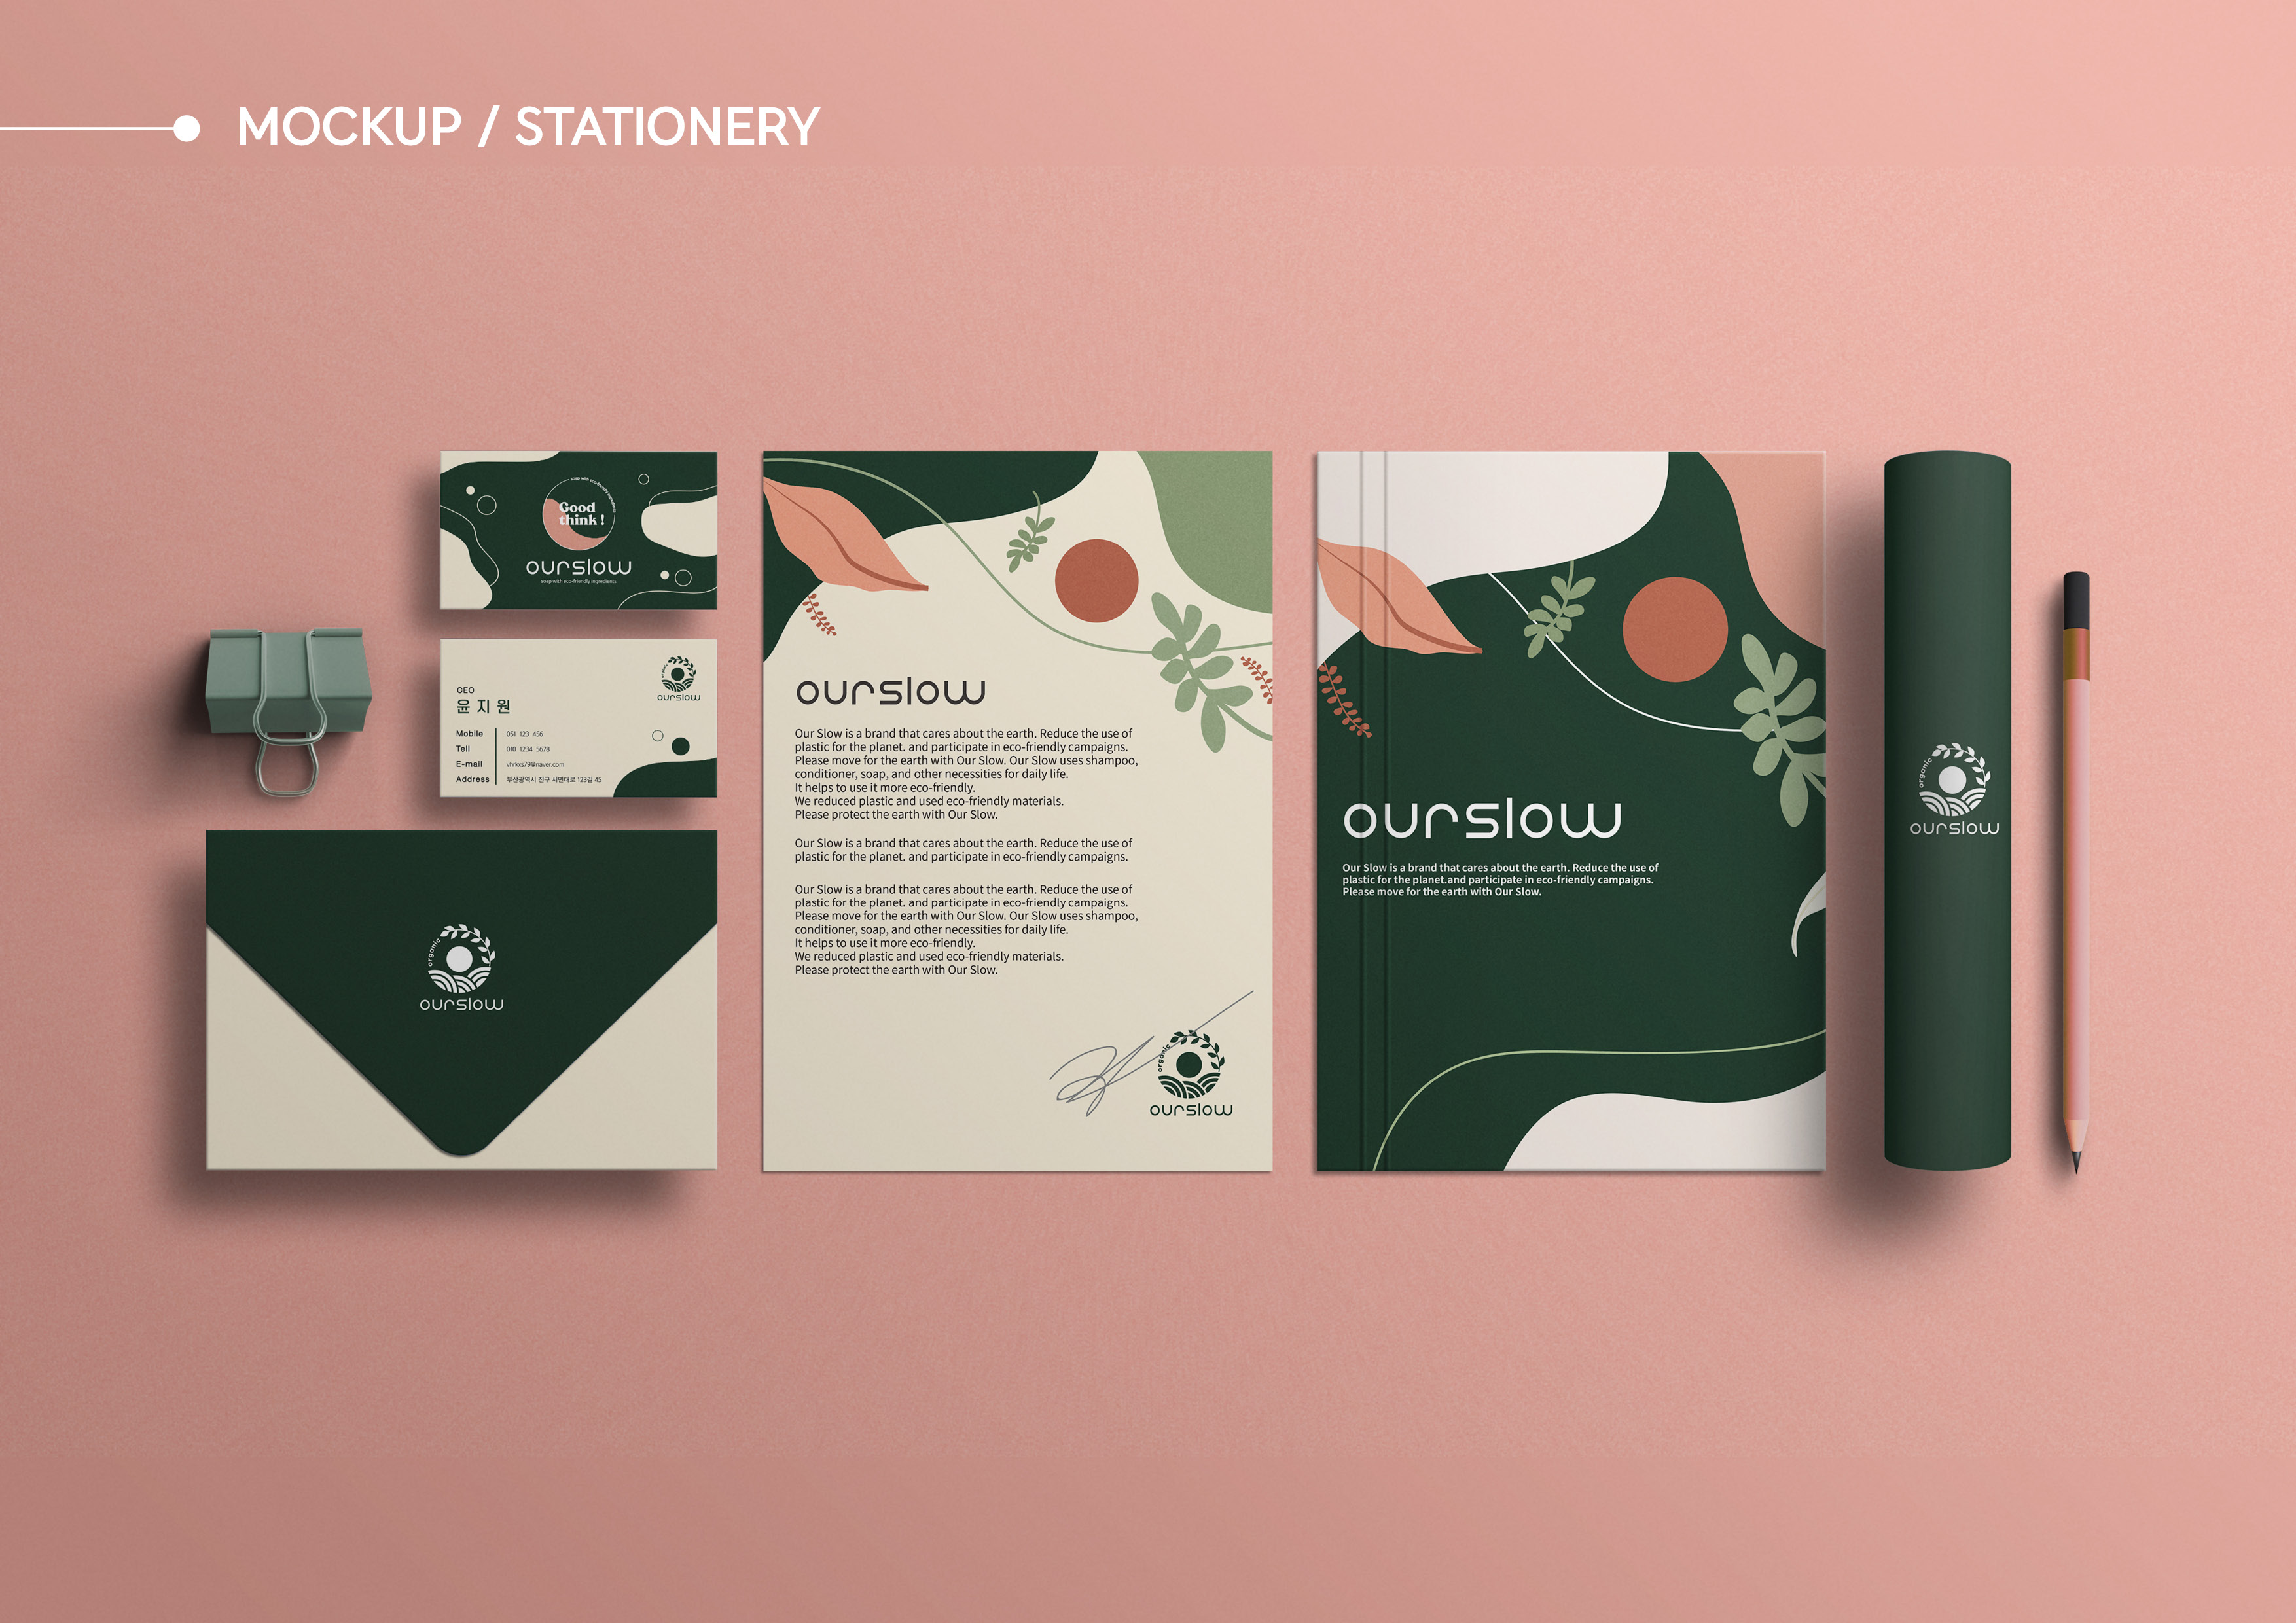 MOCKUP / STATIONERY
soap with eco-friendly ingredients
Good
think !
ourslow
soap with eco-friendly ingredients
CEO
윤지원
organic
ourslow
Mobile 051 123 456
Tell 010 1234 5678
E-mail vhrkxs79@naver.com
Address 부산광역시 진구 서면대로 123길 45
organic
ourslow
ourslow
Our Slow is a brand that cares about the earth. Reduce the use of
plastic for the planet. and participate in eco-friendly campaigns.
Please move for the earth with Our Slow. Our Slow uses shampoo,
conditioner, soap, and other necessities for daily life.
It helps to use it more eco-friendly.
We reduced plastic and used eco-friendly materials.
Please protect the earth with Our Slow.
Our Slow is a brand that cares about the earth. Reduce the use of
plastic for the planet. and participate in eco-friendly campaigns.
Our Slow is a brand that cares about the earth. Reduce the use of
plastic for the planet. and participate in eco-friendly campaigns.
Please move for the earth with Our Slow. Our Slow uses shampoo,
conditioner, soap, and other necessities for daily life.
It helps to use it more eco-friendly.
We reduced plastic and used eco-friendly materials.
Please protect the earth with Our Slow.
organic
ourslow
ourslow
Our Slow is a brand that cares about the earth. Reduce the use of
plastic for the planet.and participate in eco-friendly campaigns.
Please move for the earth with Our Slow.
organic
ourslow